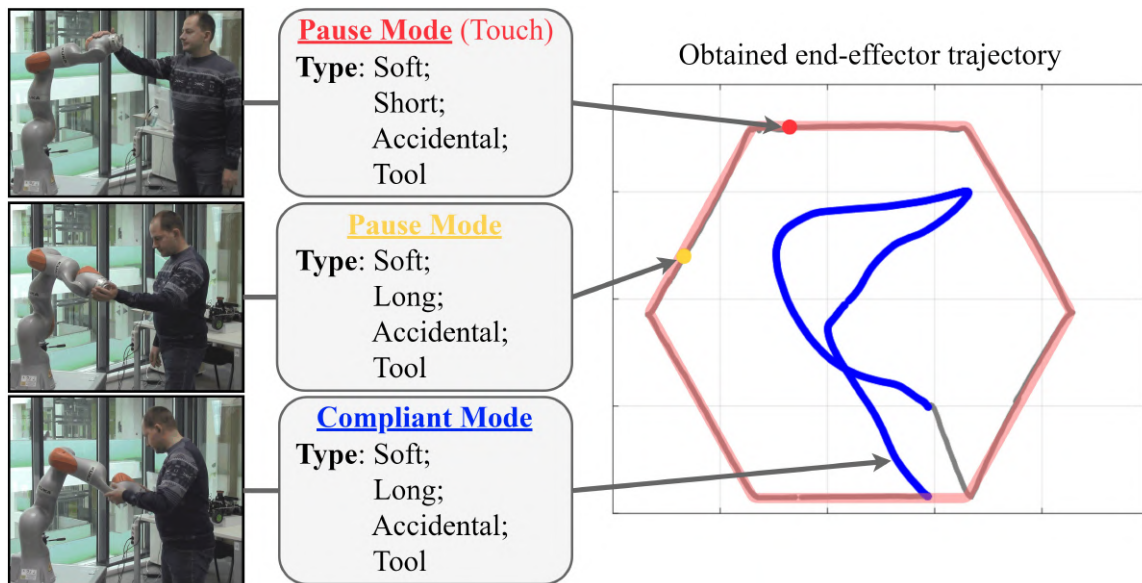 Pause Mode (Touch)
Type: Soft;
Short;
Accidental;
Tool
Pause Mode
Type: Soft;
Long;
Accidental;
Tool
Compliant Mode
Type: Soft;
Long;
Accidental;
Tool
Obtained end-effector trajectory